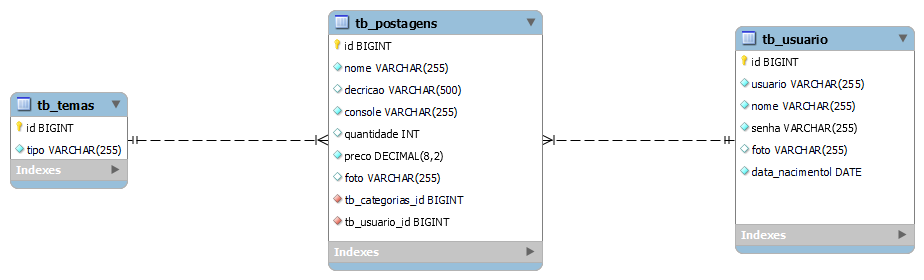 tb_temas
id BIGINT
tipo VARCHAR(255)
Indexes
tb_postagens
id BIGINT
nome VARCHAR(255)
decricao VARCHAR(500)
console VARCHAR(255)
quantidade INT
preco DECIMAL(8,2)
foto VARCHAR(255)
tb_categorias_id BIGINT
tb_usuario_id BIGINT
Indexes
tb_usuario
id BIGINT
usuario VARCHAR(255)
nome VARCHAR(255)
senha VARCHAR(255)
foto VARCHAR(255)
data_nacimentol DATE
Indexes